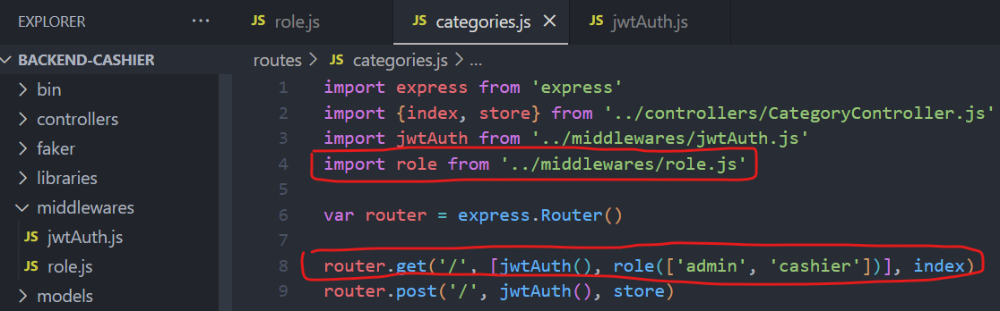 EXPLORER ...
JS role.js
JS categories.js ×
JS jwtAuth.js
BACKEND-CASHIER
bin
controllers
faker
libraries
middlewares
JS jwtAuth.js
JS role.js
models
routes > JS categories.js > ...
1 import express from 'express'
2 import {index, store} from '../controllers/CategoryController.js'
3 import jwtAuth from '../middlewares/jwtAuth.js'
4 import role from '../middlewares/role.js'
5
6 var router = express.Router()
7
8 router.get('/', [jwtAuth(), role(['admin', 'cashier'])], index)
9 router.post('/', jwtAuth(), store)